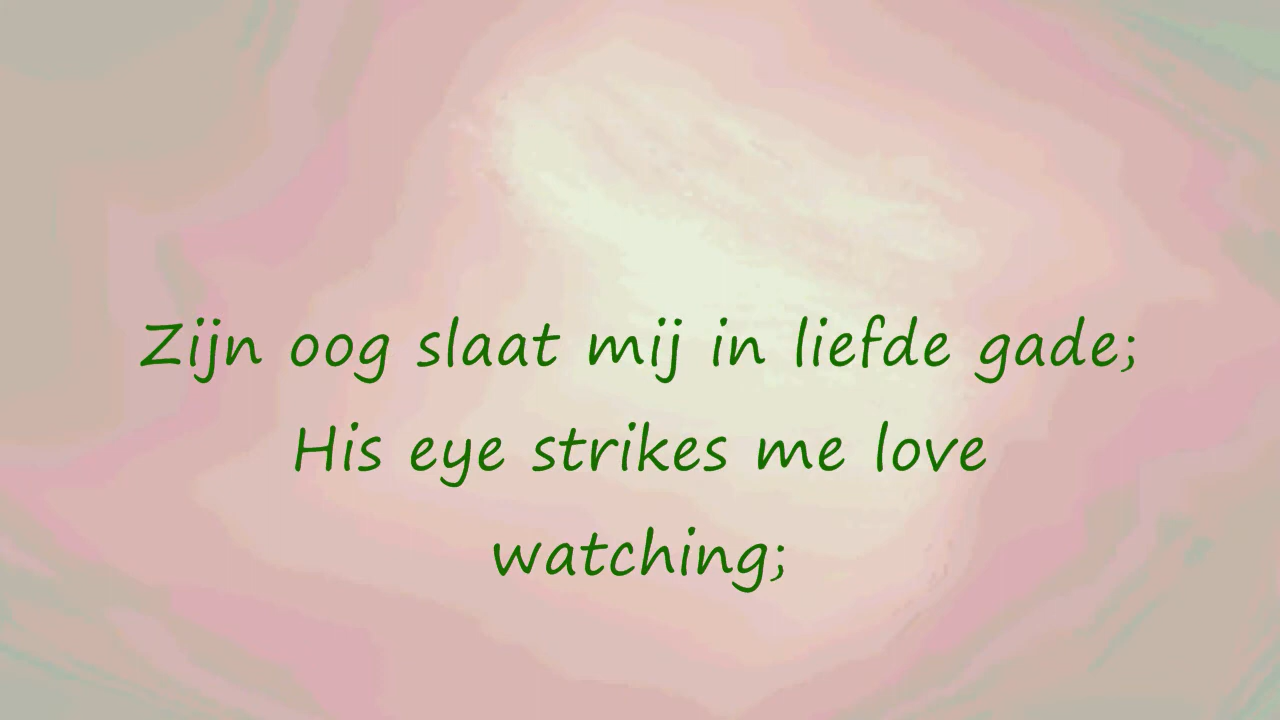 Zijn oog slaat mij in liefde gade;
His eye strikes me love
watching;